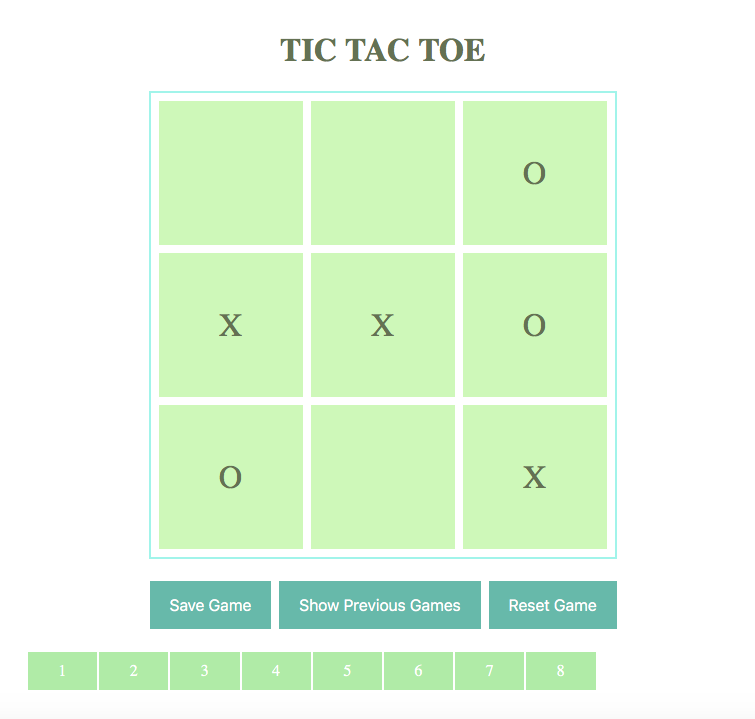 TIC TAC TOE
O
X X O
O X
Save Game Show Previous Games Reset Game
1 2 3 4 5 6 7 8